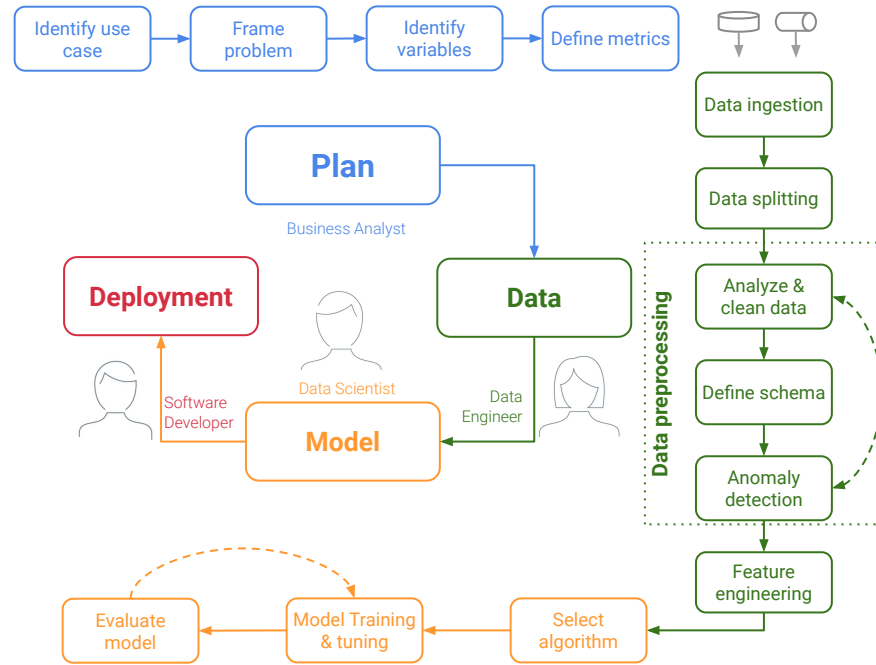 Identify use
case
Frame
problem
Identify
variables
Define metrics
Data ingestion
Data splitting
Data preprocessing
Analyze &
clean data
Define schema
Anomaly
detection
Feature
engineering
Plan
Business Analyst
Deployment
Data
Data Scientist
Software
Developer
Data
Engineer
Model
Evaluate
model
Model Training
& tuning
Select
algorithm